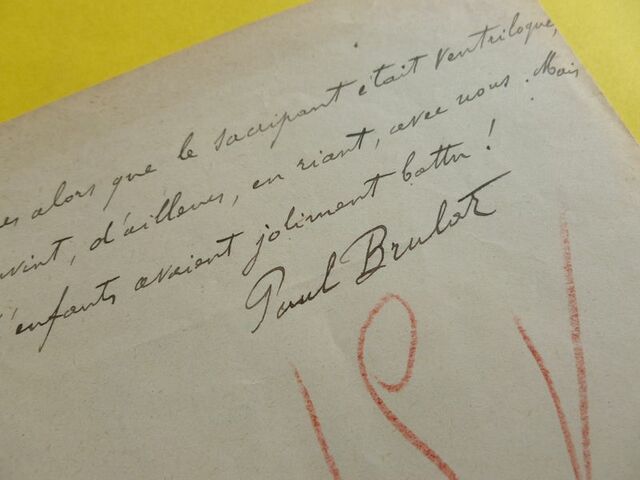 es alors que le sacripant était ventriloque,
vint, d'ailleurs, en riant, avec nous. Mais
enfants avaient joliment battu !
Paul Brulat